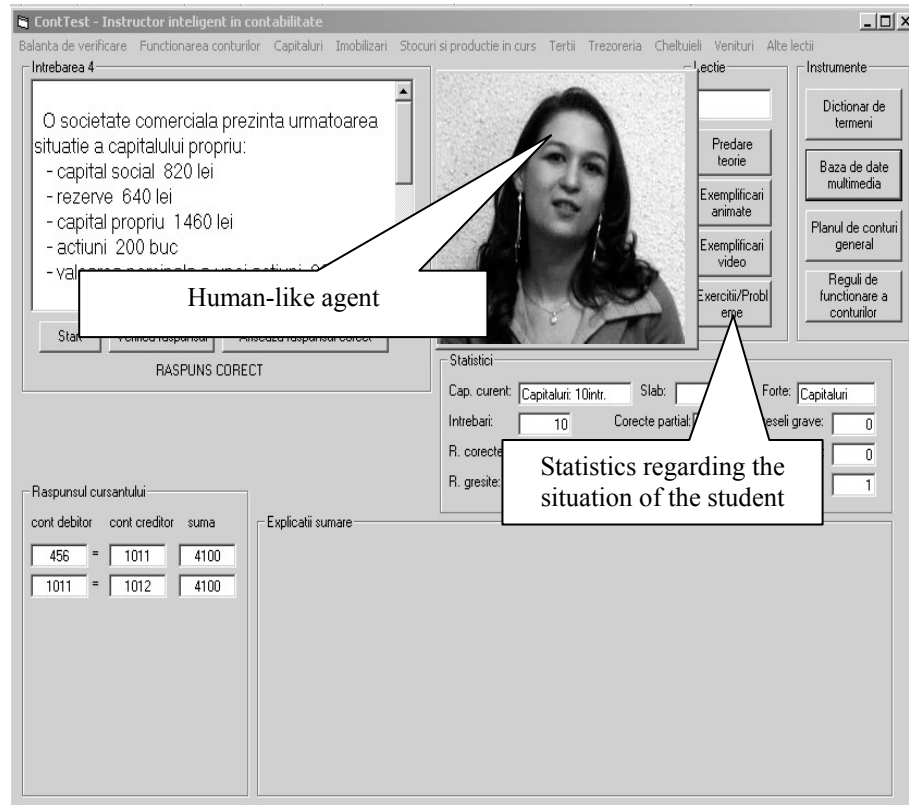 ContTest - Instructor inteligent in contabilitate
Balanta de verificare Functionarea conturilor Capitaluri Imobilizari Stocuri si productie in curs Tertii Trezoreria Cheltuieli Venituri Alte lectii
Intrebarea 4
O societate comerciala prezinta urmatoarea
situatie a capitalului propriu:
- capital social 820 lei
- rezerve 640 lei
- capital propriu 1460 lei
- actiuni 200 buc
Human-like agent
Start
RASPUNS CORECT
Lectie
Predare
teorie
Exemplificari
animate
Exemplificari
video
Exercitii/Probl
eme
Instrumente
Dictionar de
termeni
Baza de date
multimedia
Planul de conturi
general
Reguli de
functionare a
conturilor
Statistici
Cap. curent: Capitaluri: 10intr. Slab: Forte: Capitaluri
Intrebari: 10 Corecte partial: eseli grave: 0
R. corecte 0
R. gresite: 1
Statistics regarding the
situation of the student
Raspunsul cursantului
cont debitor cont creditor suma
456 = 1011 4100
1011 = 1012 4100
Explicatii sumare